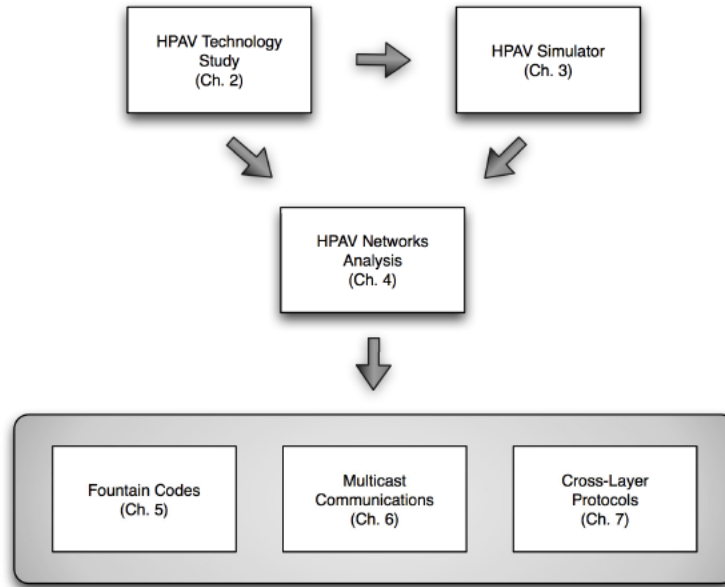 HPAV Technology
Study
(Ch. 2)
HPAV Simulator
(Ch. 3)
HPAV Networks
Analysis
(Ch. 4)
Fountain Codes
(Ch. 5)
Multicast
Communications
(Ch. 6)
Cross-Layer
Protocols
(Ch. 7)